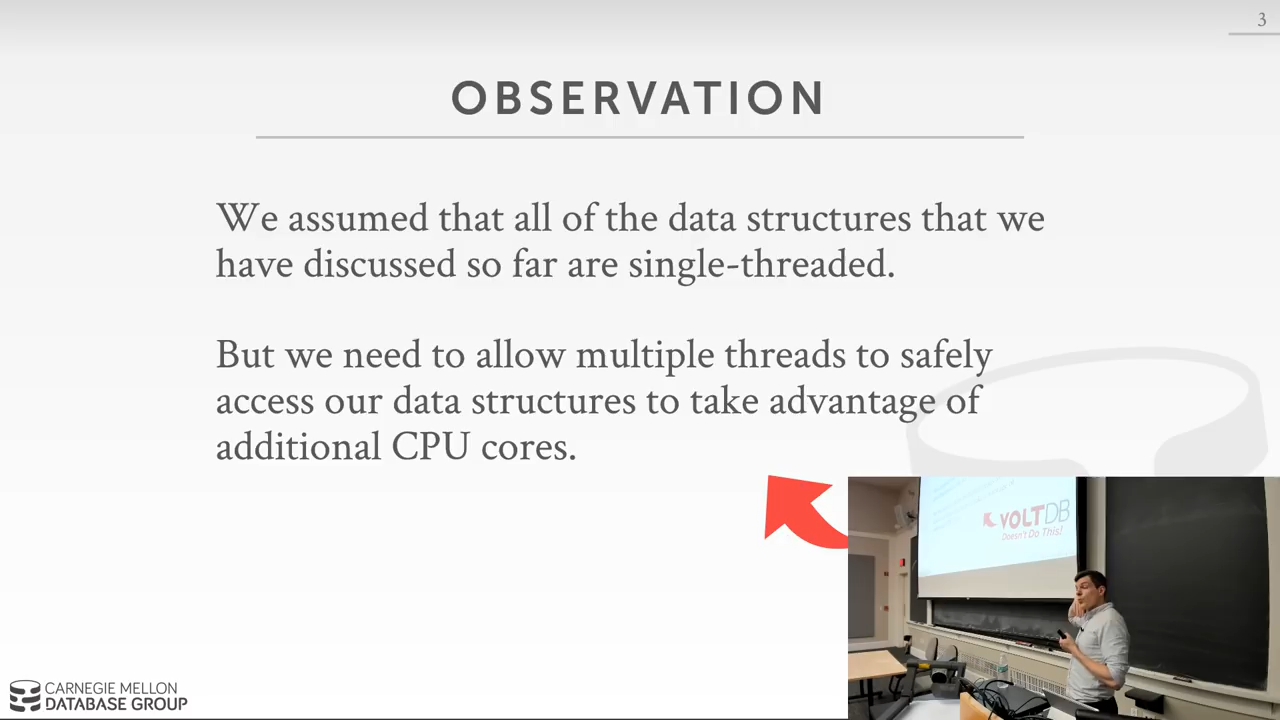 3
OBSERVATION
We assumed that all of the data structures that we
have discussed so far are single-threaded.
But we need to allow multiple threads to safely
access our data structures to take advantage of
additional CPU cores.
VOLTDB
Doesn't Do This!
CARNEGIE MELLON
DATABASE GROUP